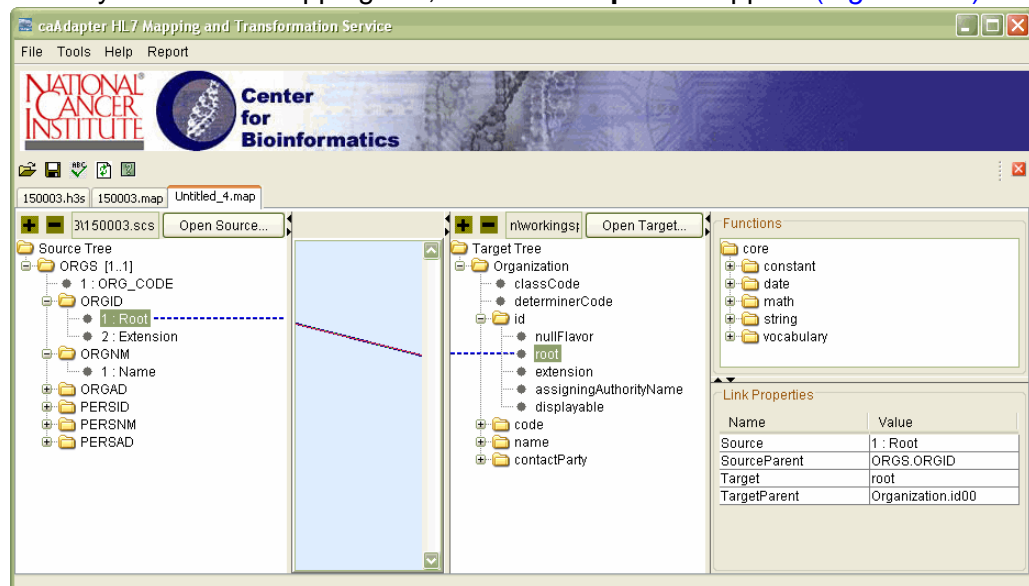 caAdapter HL7 Mapping and Transformation Service
File Tools Help Report
NATIONAL
CANCER
INSTITUTE
Center
for
Bioinformatics
150003.h3s 150003.map Untitled_4.map
3\150003.scs Open Source...
Source Tree
ORGS [1..1]
1 : ORG_CODE
ORGID
1 : Root
2 : Extension
ORGNM
1 : Name
ORGAD
PERSID
PERSNM
PERSAD
n\workings Open Target...
Target Tree
Organization
classCode
determinerCode
id
nullFlavor
root
extension
assigningAuthorityName
displayable
code
name
contactParty
Functions
core
constant
date
math
string
vocabulary
Link Properties
Name Value
Source 1 : Root
SourceParent ORGS.ORGID
Target root
TargetParent Organization.id00